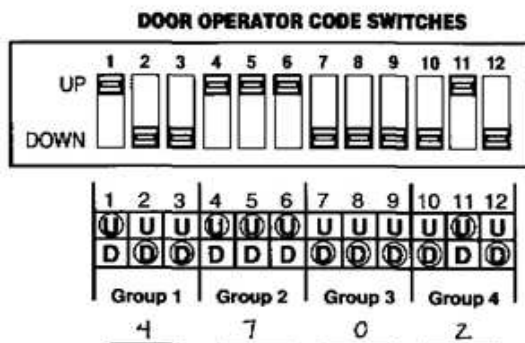 DOOR OPERATOR CODE SWITCHES
1 2 3 4 5 6 7 8 9 10 11 12
UP
DOWN
1 2 3 4 5 6 7 8 9 10 11 12
U U U U U U U U U U U U
D D D D D D D D D D D D
Group 1 Group 2 Group 3 Group 4
4 7 0 2